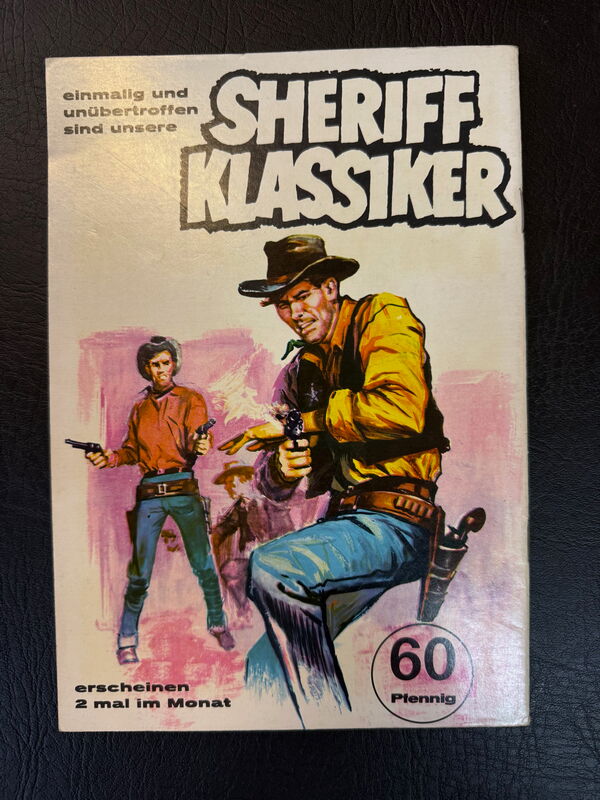 einmalig und
unübertroffen
sind unsere
SHERIFF
KLASSIKER
erscheinen
2 mal im Monat
60
Pfennig